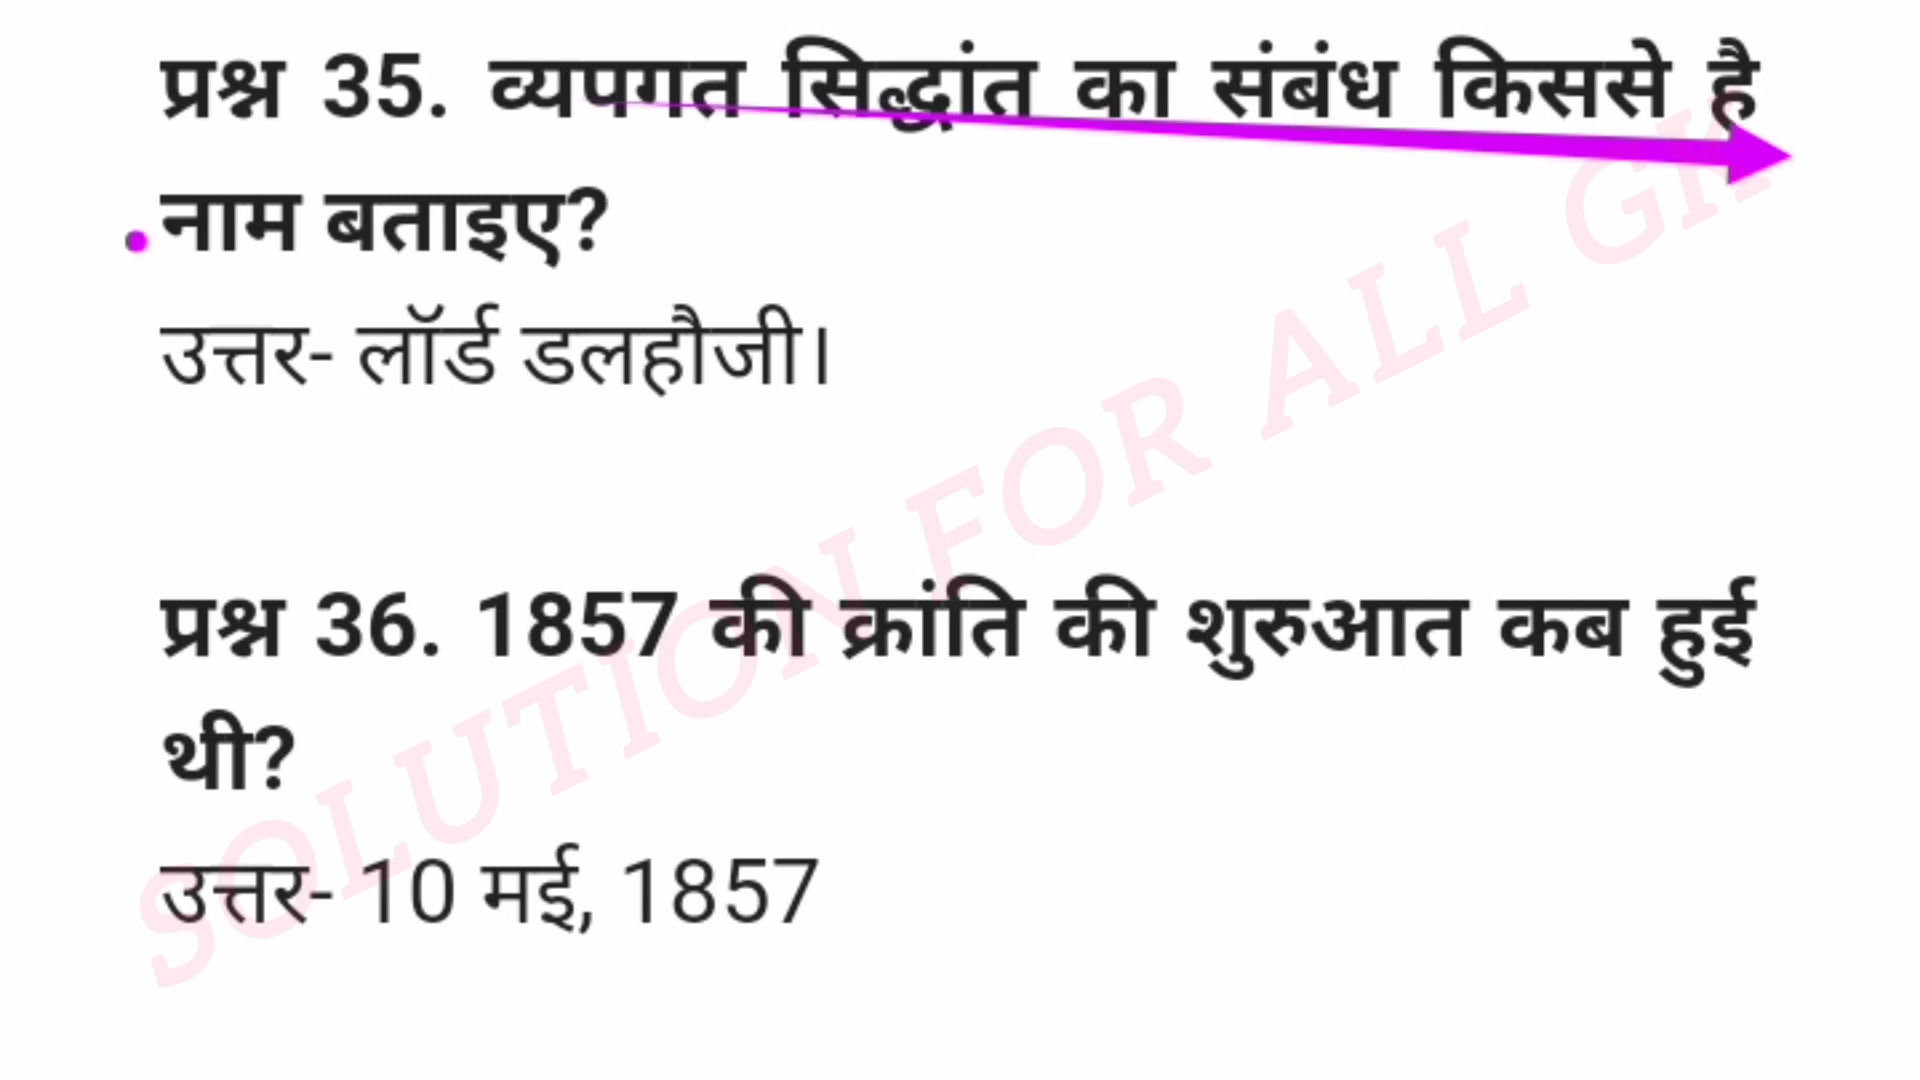 प्रश्न 35. व्यपगत सिद्धांत का संबंध किससे है
नाम बताइए?
उत्तर- लॉर्ड डलहौजी।
प्रश्न 36. 1857 की क्रांति की शुरुआत कब हुई
थी?
उत्तर- 10 मई, 1857
SOLUTION FOR ALL GK